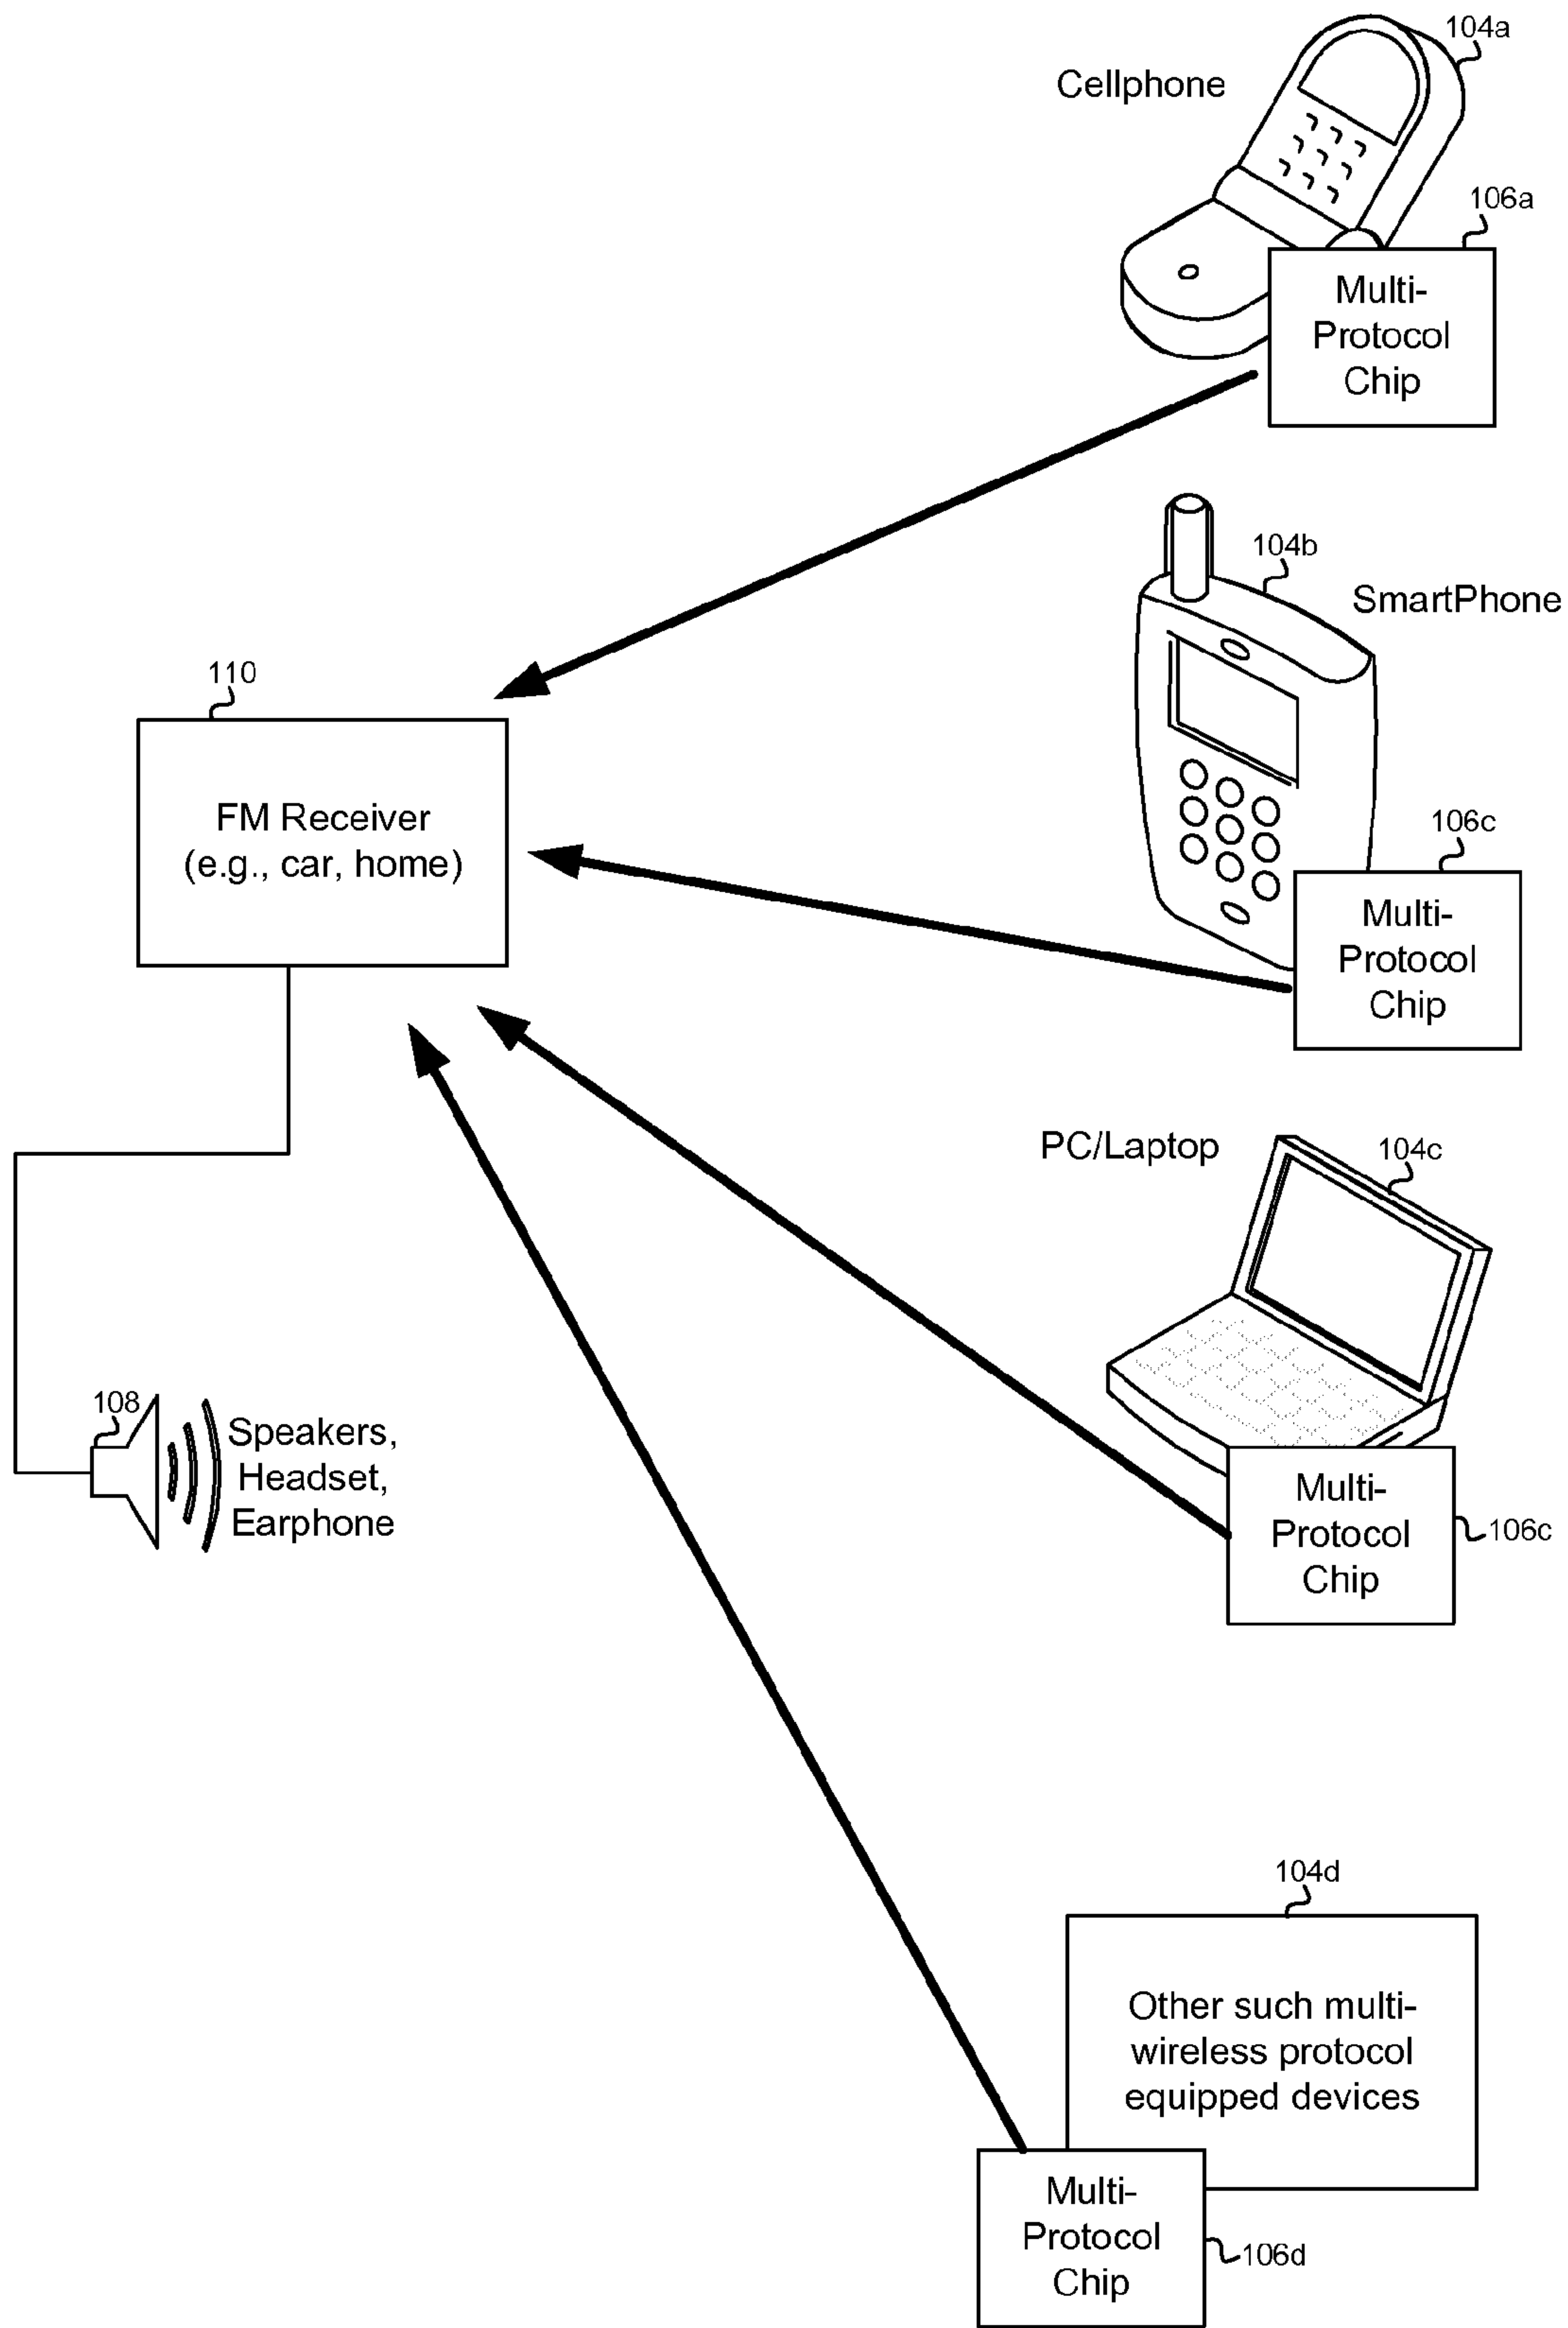 104a
Cellphone
106a
Multi-
Protocol
Chip
104b
SmartPhone
110
FM Receiver
(e.g., car, home)
106c
Multi-
Protocol
Chip
PC/Laptop
104c
108
Speakers,
Headset,
Earphone
Multi-
Protocol
Chip
106c
104d
Other such multi-
wireless protocol
equipped devices
Multi-
Protocol
Chip
106d